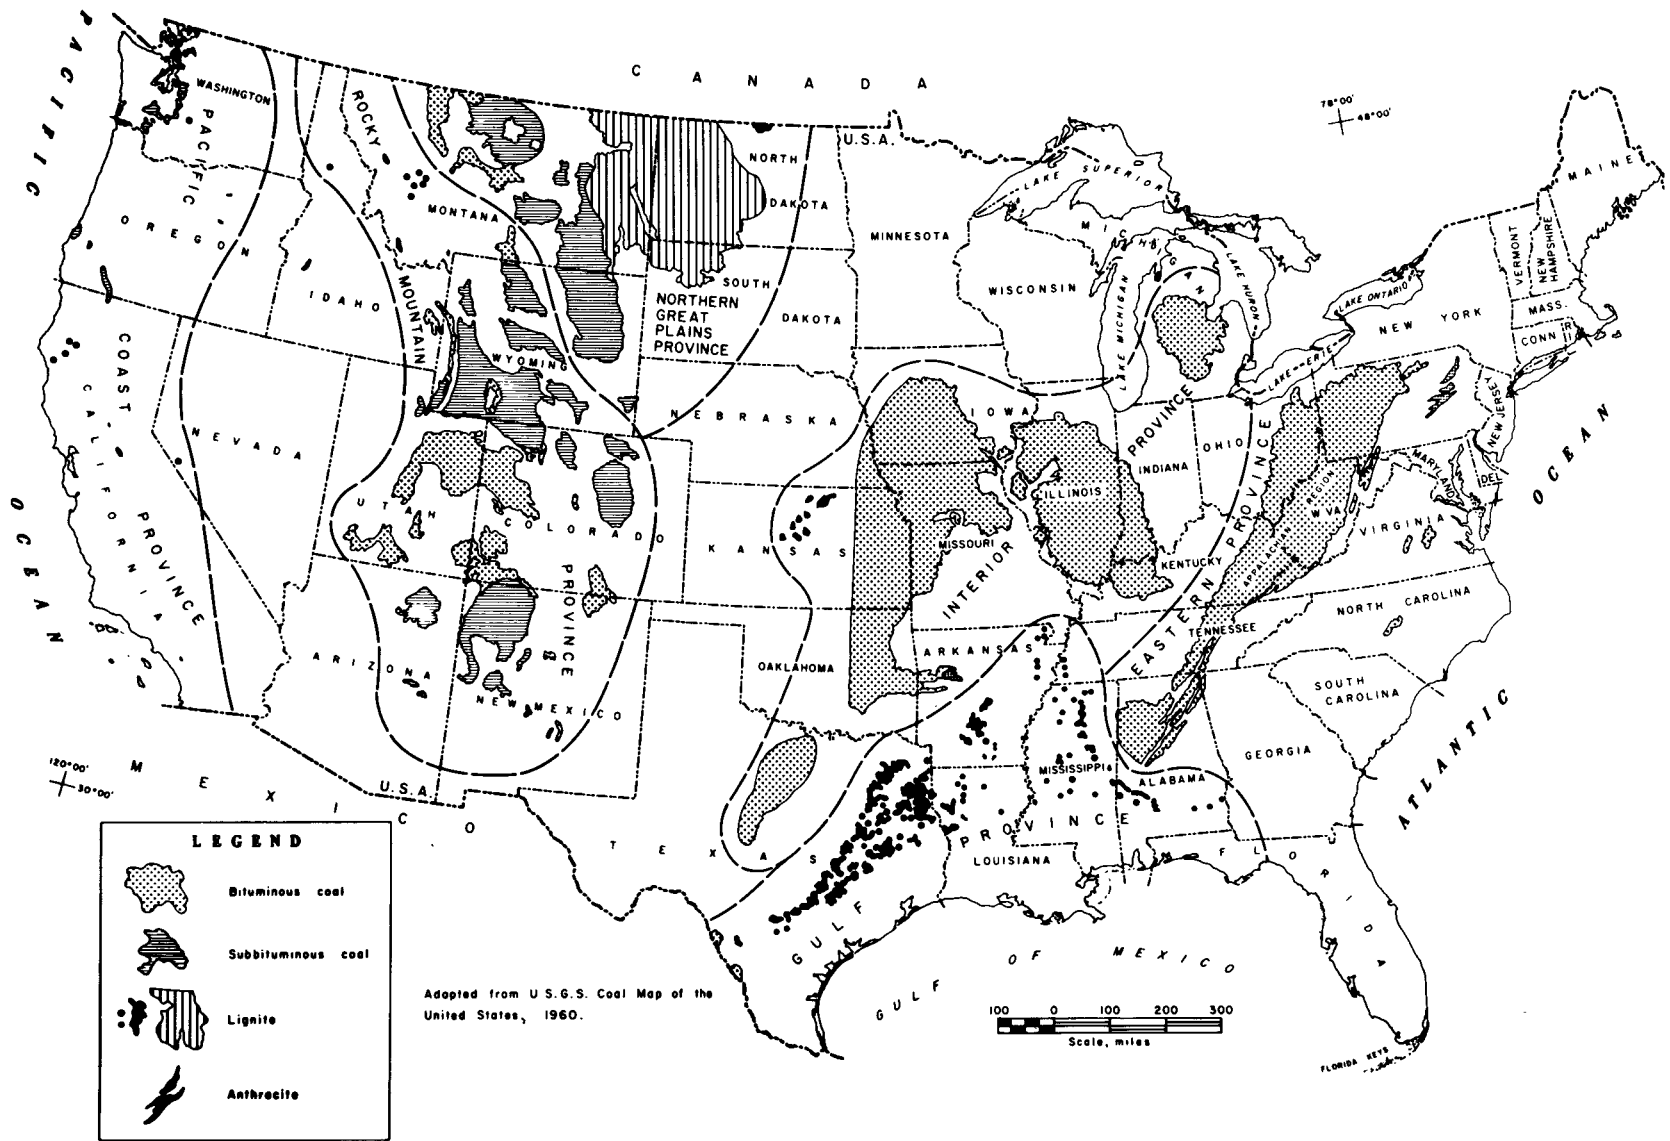 CANADA
PACIFIC
OCEAN
78°00'
48°00'
WASHINGTON
PACIFIC
COAST
PROVINCE
ROCKY
MOUNTAIN
PROVINCE
MONTANA
NORTH
DAKOTA
U.S.A.
LAKE SUPERIOR
MAINE
OREGON
IDAHO
SOUTH
DAKOTA
NORTHERN
GREAT
PLAINS
PROVINCE
MINNESOTA
MICHIGAN
WISCONSIN
LAKE MICHIGAN
LAKE HURON
LAKE ONTARIO
VERMONT
NEW
HAMPSHIRE
MASS.
CONN
RI
NEW YORK
LAKE ERIE
WYOMING
NEBRASKA
IOWA
NEVADA
CALIFORNIA
UTAH
COLORADO
KANSAS
MISSOURI
ILLINOIS
INDIANA
OHIO
INTERIOR
PROVINCE
EASTERN PROVINCE
APPALACHIAN REGION
W VA
MARYLAND
DEL
NEW JERSEY
VIRGINIA
KENTUCKY
NORTH CAROLINA
TENNESSEE
ARIZONA
NEW MEXICO
OKLAHOMA
ARKANSAS
SOUTH
CAROLINA
GEORGIA
MISSISSIPPI
ALABAMA
ATLANTIC
OCEAN
120°00'
30°00'
MEXICO
U.S.A.
TEXAS
LOUISIANA
GULF
PROVINCE
FLORIDA
GULF OF MEXICO
FLORIDA KEYS
LEGEND
Bituminous coal
Subbituminous coal
Lignite
Anthracite
Adapted from U S.G.S. Coal Map of the
United States, 1960.
100 0 100 200 300
Scale, miles